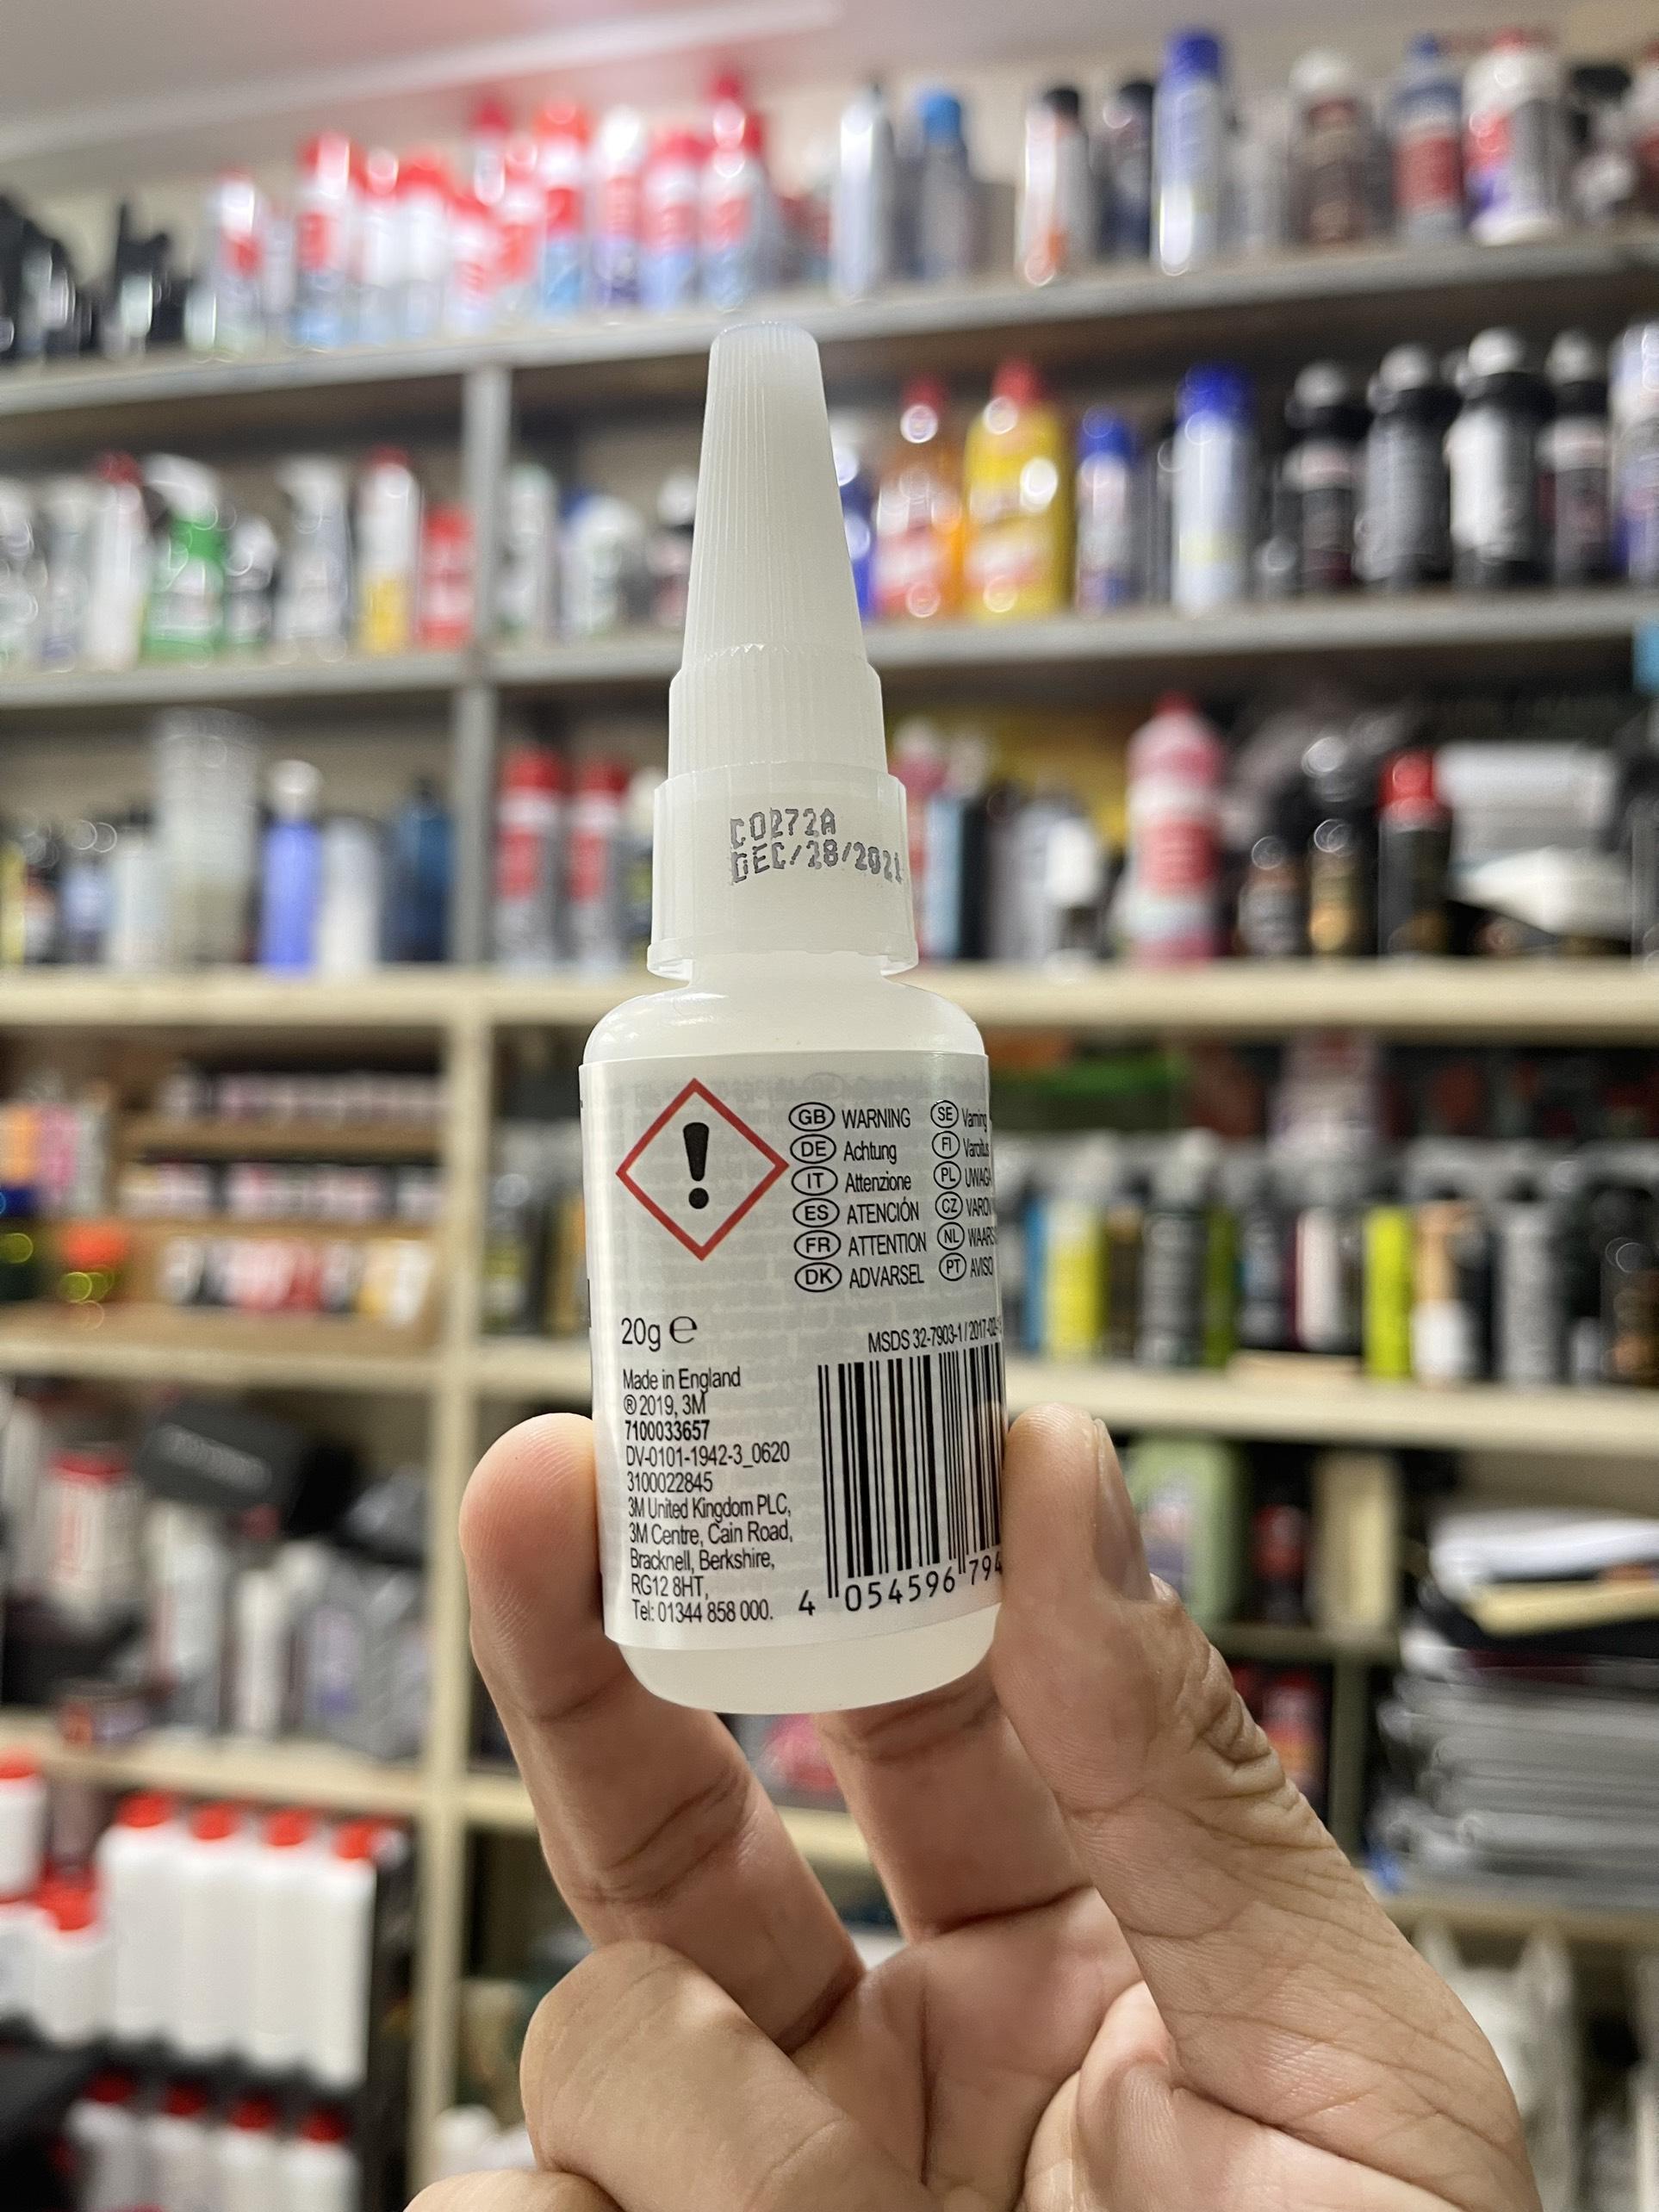 C0272A
DEC/28/2021
GB WARNING
DE Achtung
IT Attenzione
ES ATENCIÓN
FR ATTENTION
DK ADVARSEL
SE Varning
FI Varoitus
PL UWAGA
CZ
NL
PT AVISO
20g ℮
MSDS 32-7903-1 /
Made in England
® 2019, 3M
7100033657
DV-0101-1942-3_0620
3100022845
3M United Kingdom PLC,
3M Centre, Cain Road,
Bracknell, Berkshire,
RG12 8HT,
Tel: 01344 858 000.
4 054596 794